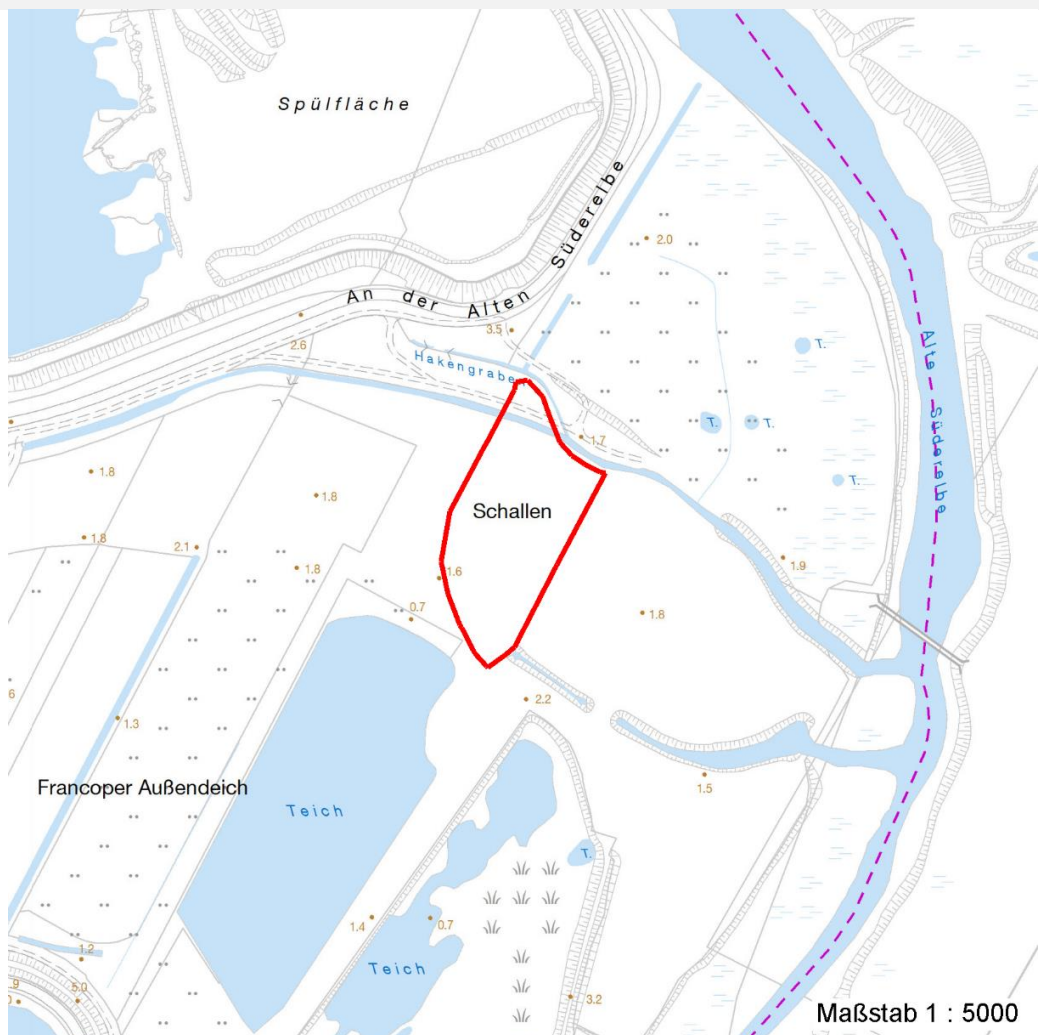 Spülfläche
An der Alten Süderelbe
2.0
3.5
2.6
Hakengraben
T.
Alte Süderelbe
T.
T.
1.7
1.8
T.
1.8
Schallen
1.8
2.1
1.8
1.6
1.9
0.7
1.8
6
2.2
1.3
1.5
Francoper Außendeich
Teich
T.
1.4
0.7
1.2
Teich
9
5.0
3.2
Maßstab 1 : 5000